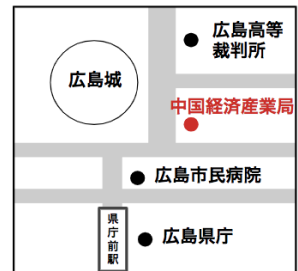 広島高等
裁判所
広島城
中国経済産業局
広島市民病院
県庁前駅
広島県庁